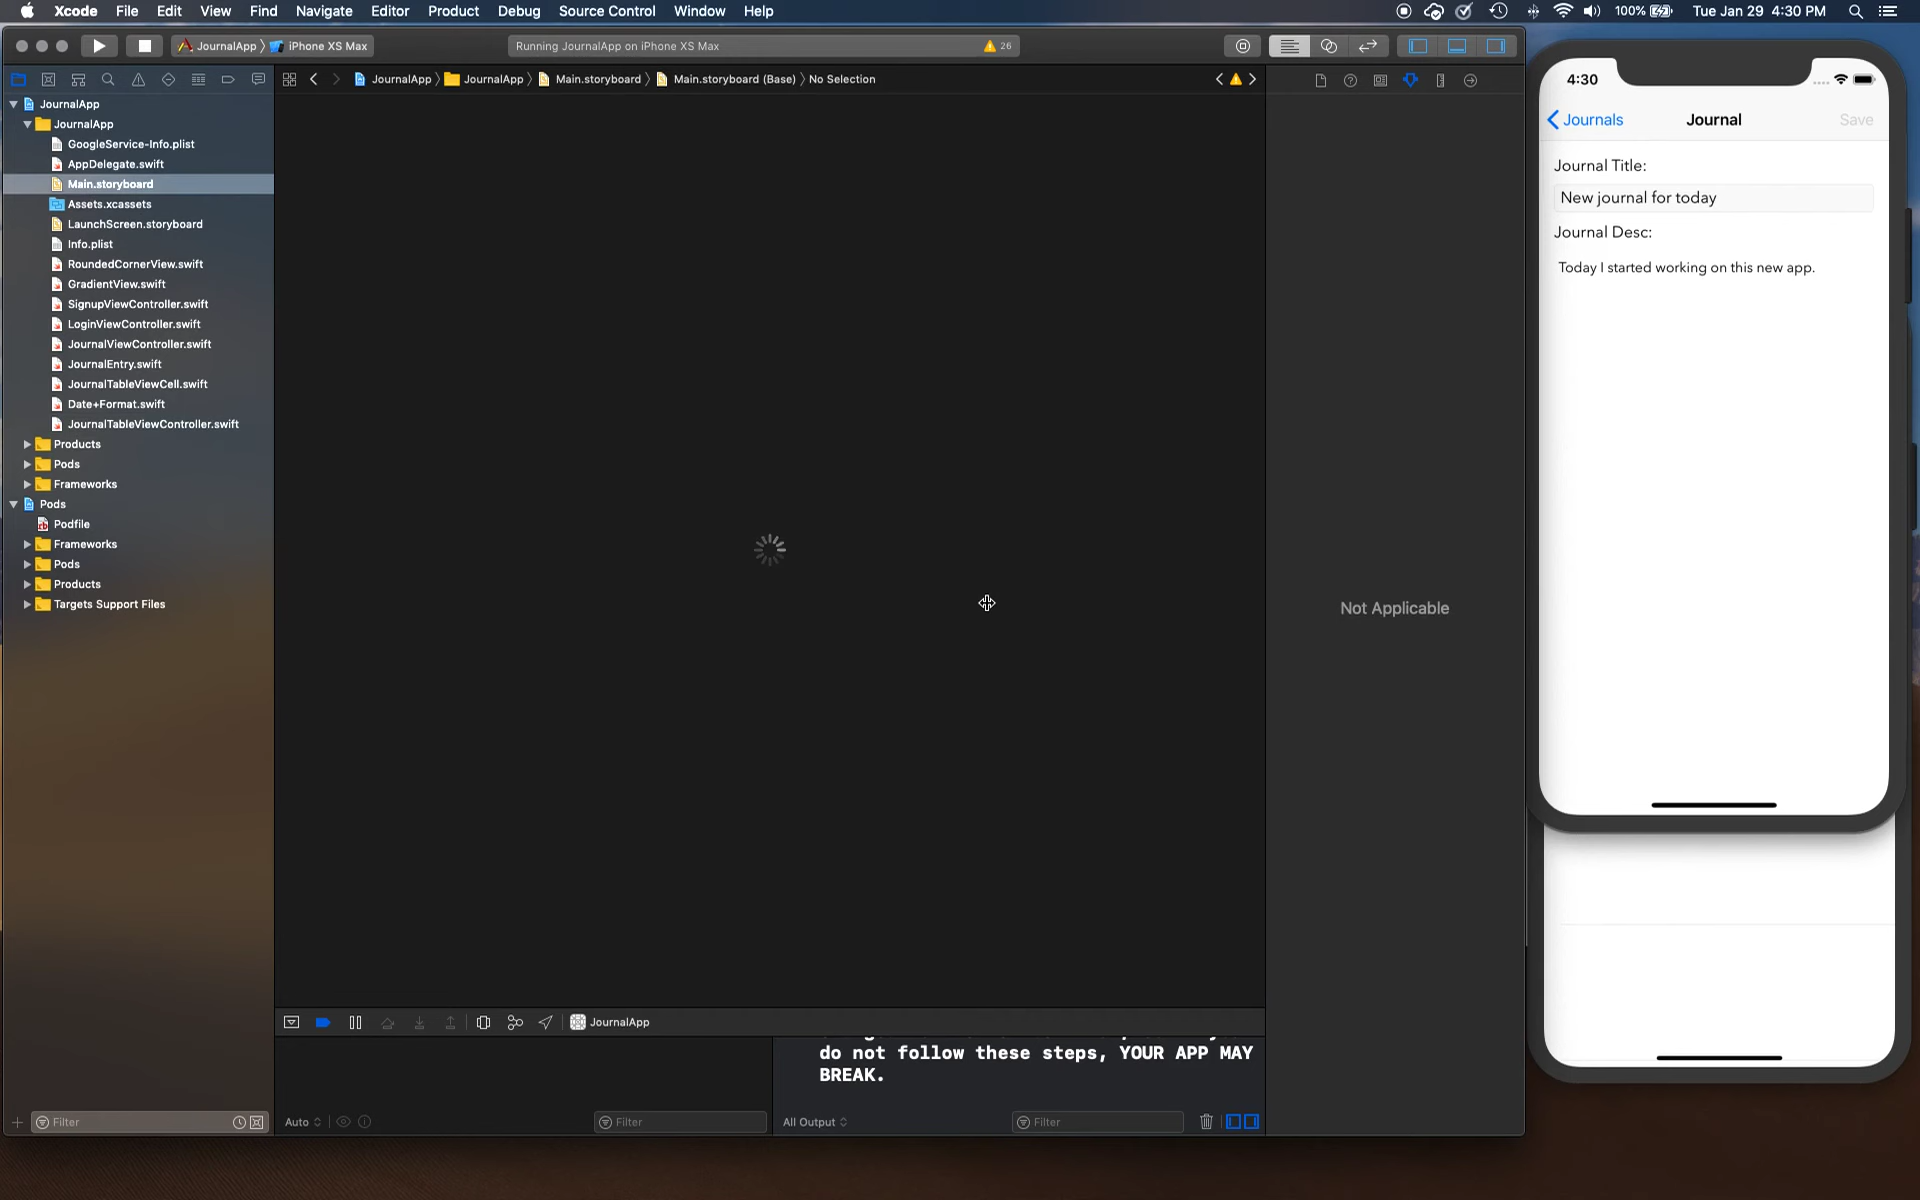 Xcode File Edit View Find Navigate Editor Product Debug Source Control Window Help 100% Tue Jan 29 4:30 PM
JournalApp iPhone XS Max Running JournalApp on iPhone XS Max 26
JournalApp JournalApp Main.storyboard Main.storyboard (Base) No Selection
JournalApp
JournalApp
GoogleService-Info.plist
AppDelegate.swift
Main.storyboard
Assets.xcassets
LaunchScreen.storyboard
Info.plist
RoundedCornerView.swift
GradientView.swift
SignupViewController.swift
LoginViewController.swift
JournalViewController.swift
JournalEntry.swift
JournalTableViewCell.swift
Date+Format.swift
JournalTableViewController.swift
Products
Pods
Frameworks
Pods
Podfile
Frameworks
Pods
Products
Targets Support Files
Filter
Not Applicable
JournalApp
do not follow these steps, YOUR APP MAY
BREAK.
Auto Filter All Output Filter
4:30
Journals Journal Save
Journal Title:
New journal for today
Journal Desc:
Today I started working on this new app.